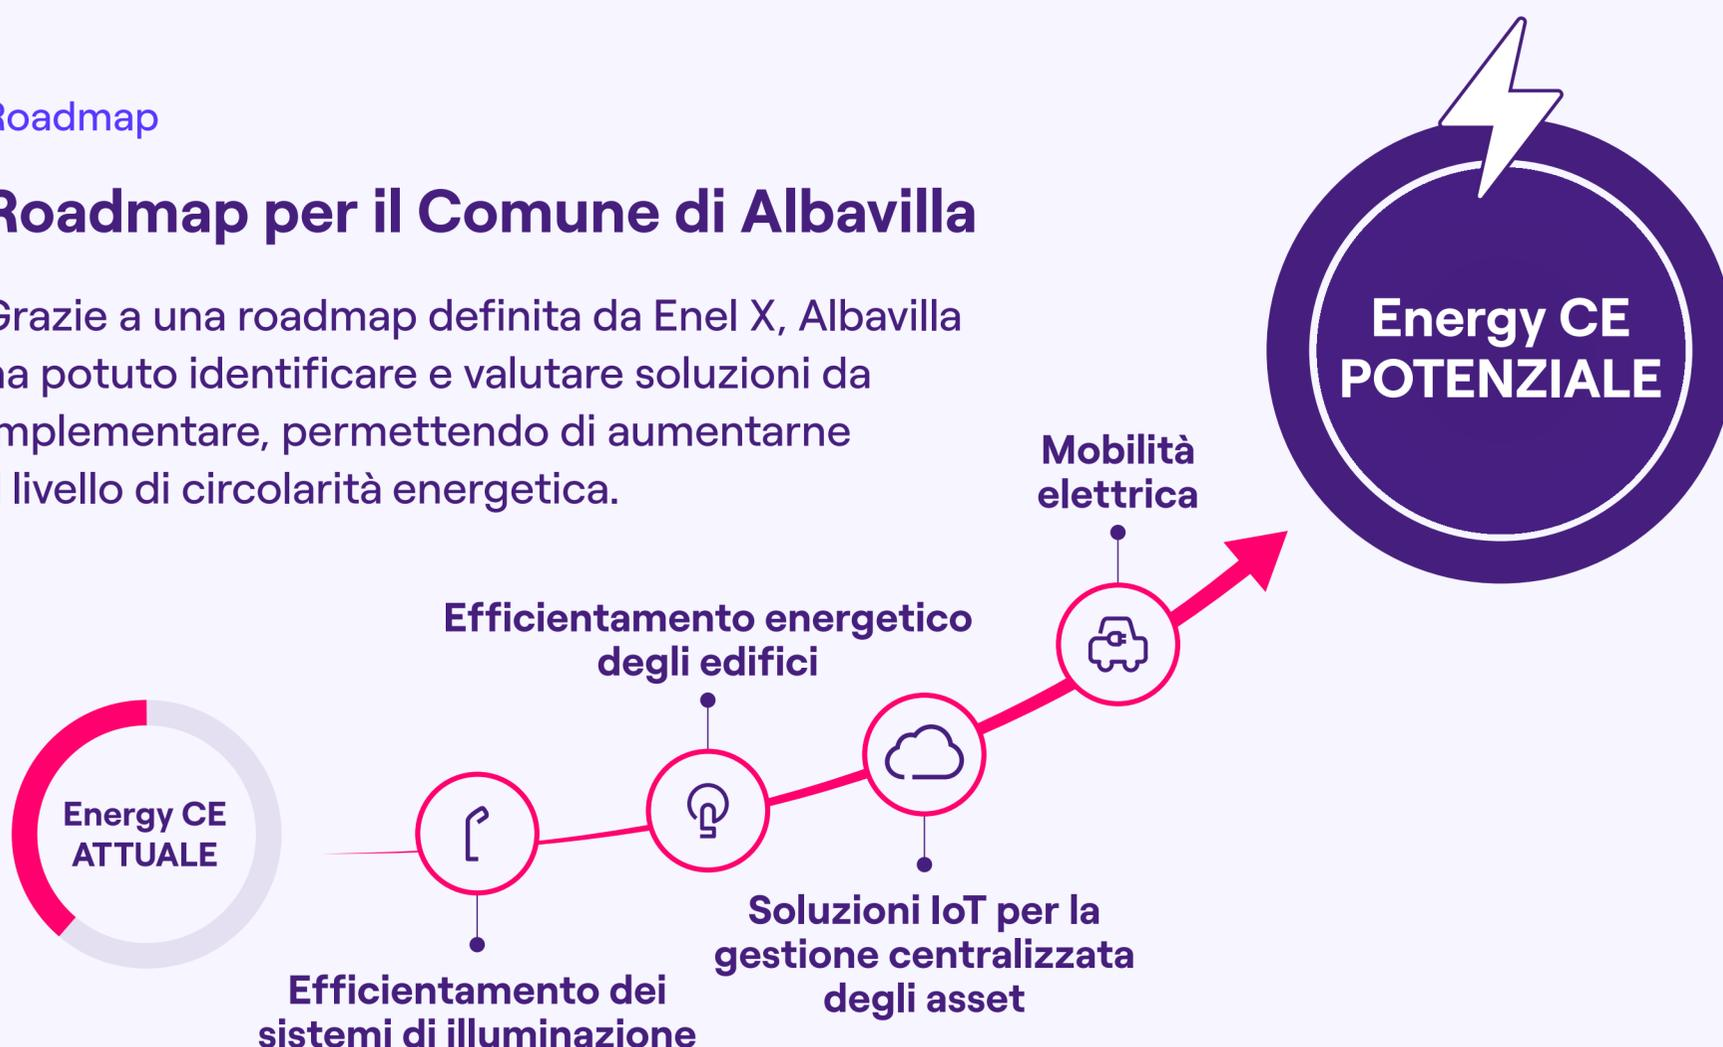 Roadmap
Roadmap per il Comune di Albavilla
Grazie a una roadmap definita da Enel X, Albavilla
ha potuto identificare e valutare soluzioni da
implementare, permettendo di aumentarne
l livello di circolarità energetica.
Energy CE
POTENZIALE
Mobilità
elettrica
Efficientamento energetico
degli edifici
Energy CE
ATTUALE
Soluzioni IoT per la
gestione centralizzata
degli asset
Efficientamento dei
sistemi di illuminazione